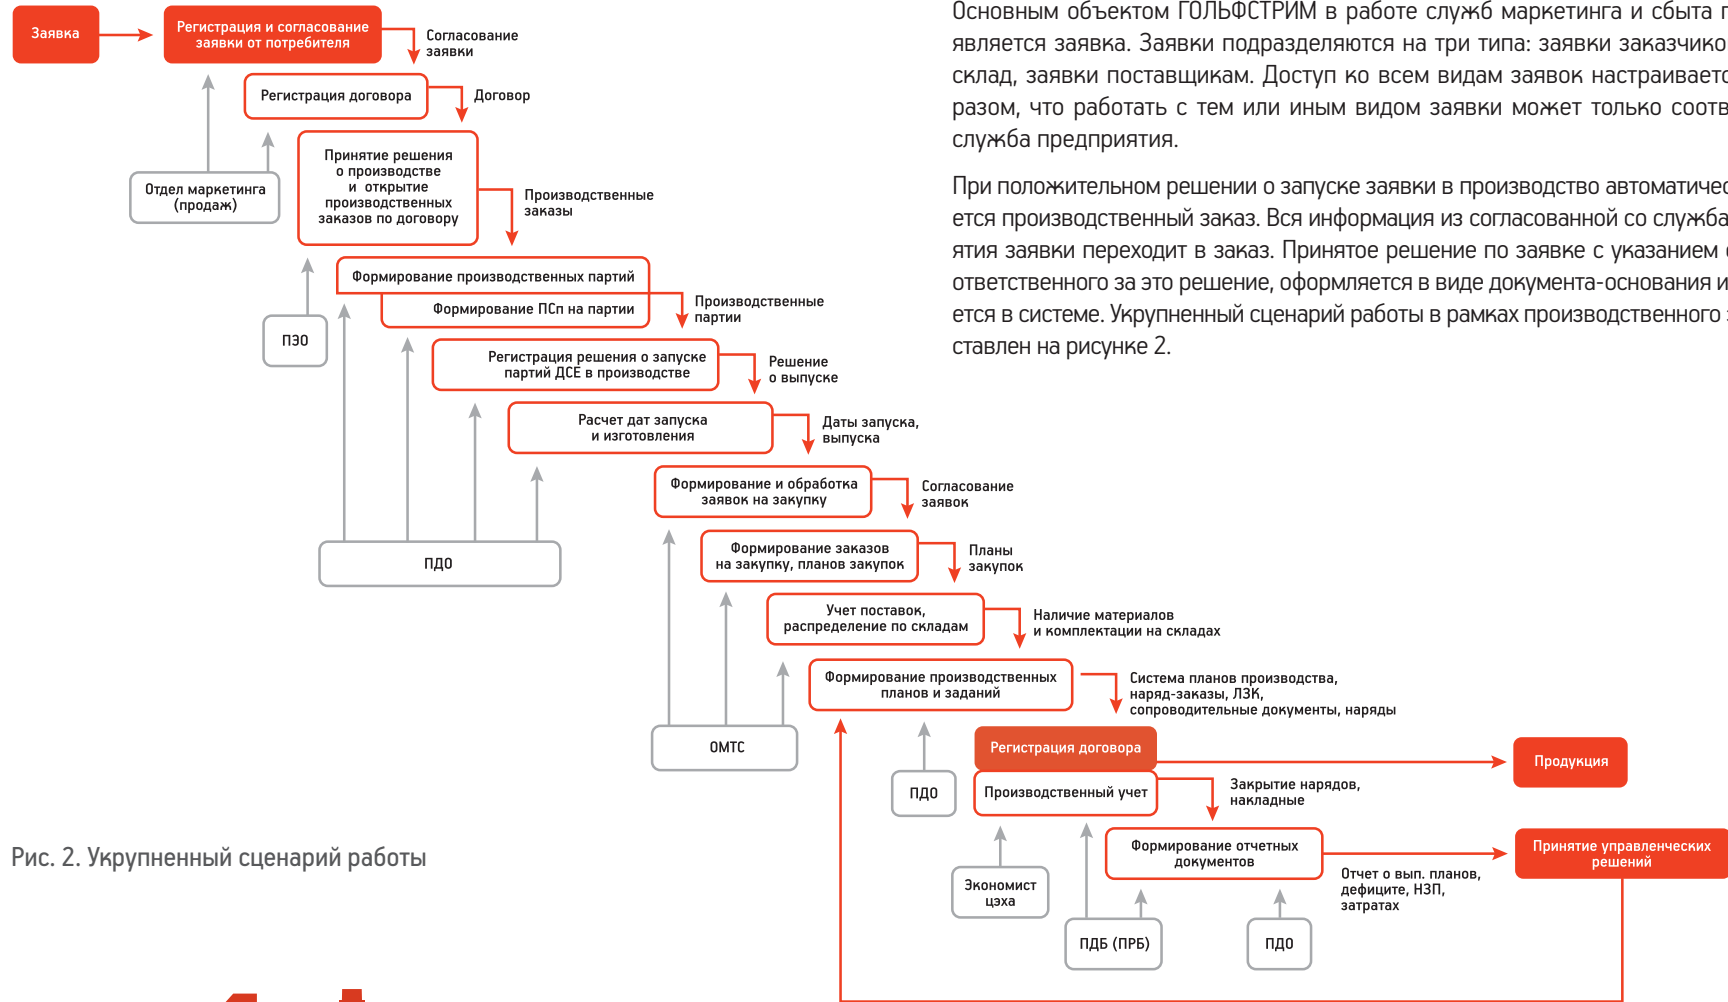 Заявка
Регистрация и согласование
заявки от потребителя
Согласование
заявки
Регистрация договора
Договор
Отдел маркетинга
(продаж)
Принятие решения
о производстве
и открытие
производственных
заказов по договору
Производственные
заказы
ПЭО
Формирование производственных партий
Формирование ПСп на партии
Производственные
партии
Регистрация решения о запуске
партий ДСЕ в производстве
Решение
о выпуске
Расчет дат запуска
и изготовления
Даты запуска,
выпуска
ПДО
Формирование и обработка
заявок на закупку
Согласование
заявок
Формирование заказов
на закупку, планов закупок
Планы
закупок
Учет поставок,
распределение по складам
Наличие материалов
и комплектации на складах
ОМТС
Формирование производственных
планов и заданий
Система планов производства,
наряд-заказы, ЛЗК,
сопроводительные документы, наряды
ПДО
Регистрация договора
Продукция
Производственный учет
Закрытие нарядов,
накладные
Экономист
цэха
Формирование отчетных
документов
Отчет о вып. планов,
дефиците, НЗП,
затратах
Принятие управленческих
решений
ПДБ (ПРБ)
ПДО
Рис. 2. Укрупненный сценарий работы
Основным объектом ГОЛЬФСТРИМ в работе служб маркетинга и сбыта
является заявка. Заявки подразделяются на три типа: заявки заказчико
склад, заявки поставщикам. Доступ ко всем видам заявок настраивает
разом, что работать с тем или иным видом заявки может только соотв
служба предприятия.
При положительном решении о запуске заявки в производство автоматичес
ется производственный заказ. Вся информация из согласованной со служба
ятия заявки переходит в заказ. Принятое решение по заявке с указанием
ответственного за это решение, оформляется в виде документа-основания и
ется в системе. Укрупненный сценарий работы в рамках производственного
ставлен на рисунке 2.